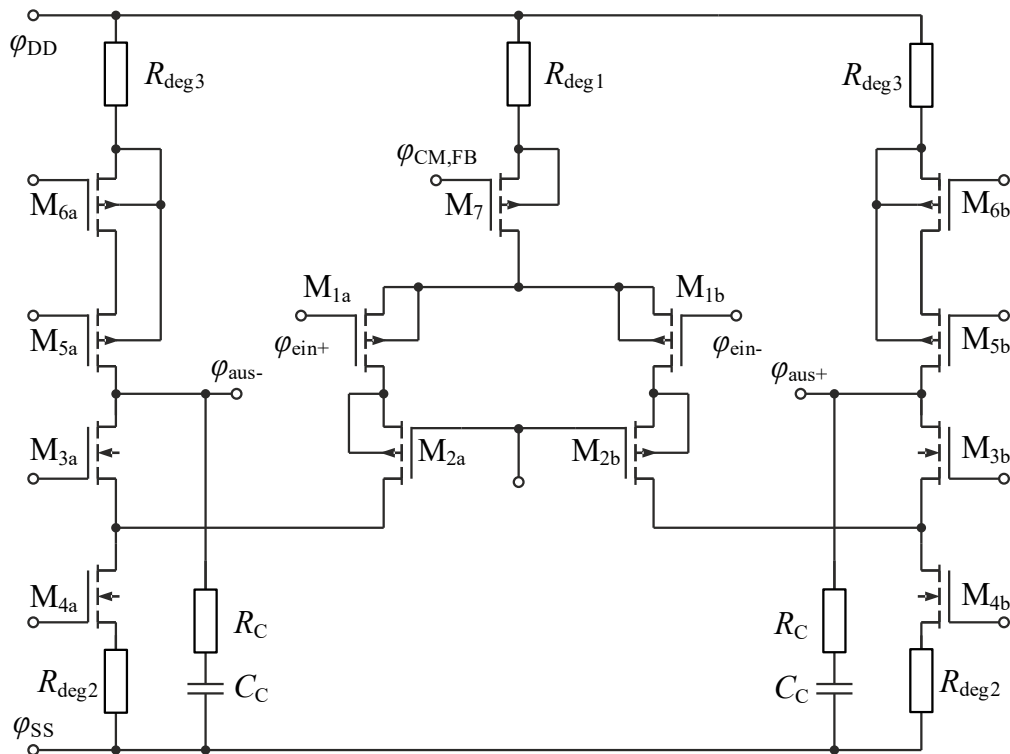 φDD
Rdeg3
Rdeg1
Rdeg3
φCM,FB
M6a
M7
M6b
M1a
M1b
M5a
φein+
φein-
M5b
φaus-
φaus+
M3a
M2a
M2b
M3b
M4a
M4b
RC
RC
Rdeg2
CC
CC
Rdeg2
φSS